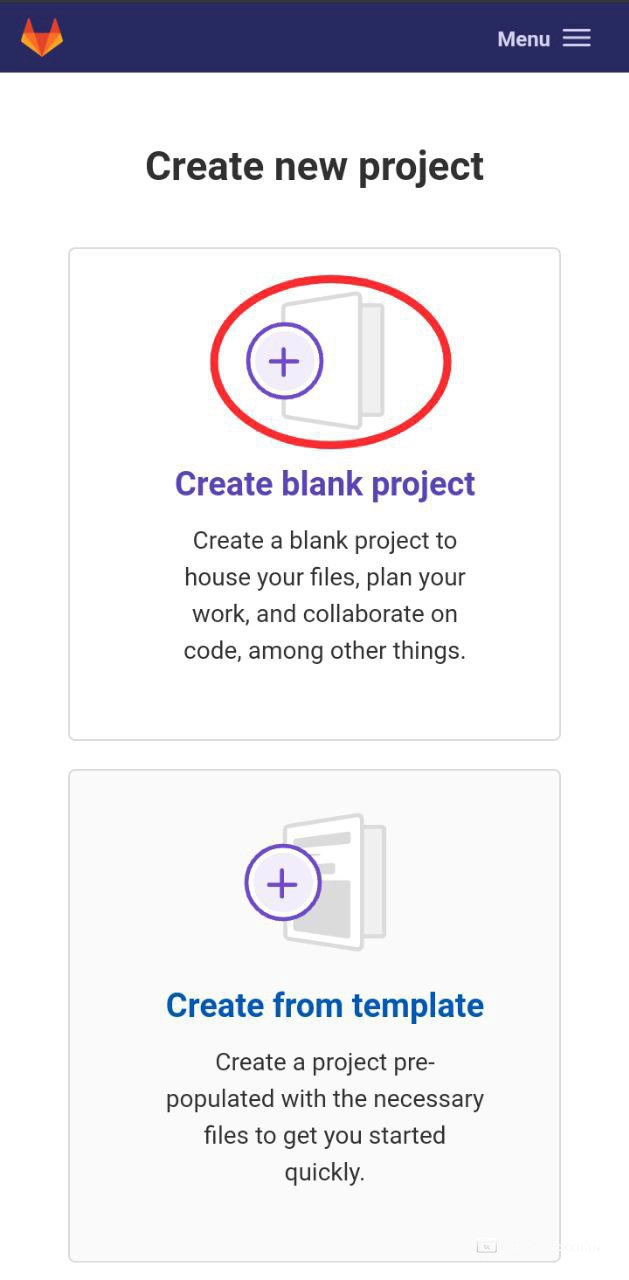 Menu
Create new project
Create blank project
Create a blank project to
house your files, plan your
work, and collaborate on
code, among other things.
Create from template
Create a project pre-
populated with the necessary
files to get you started
quickly.